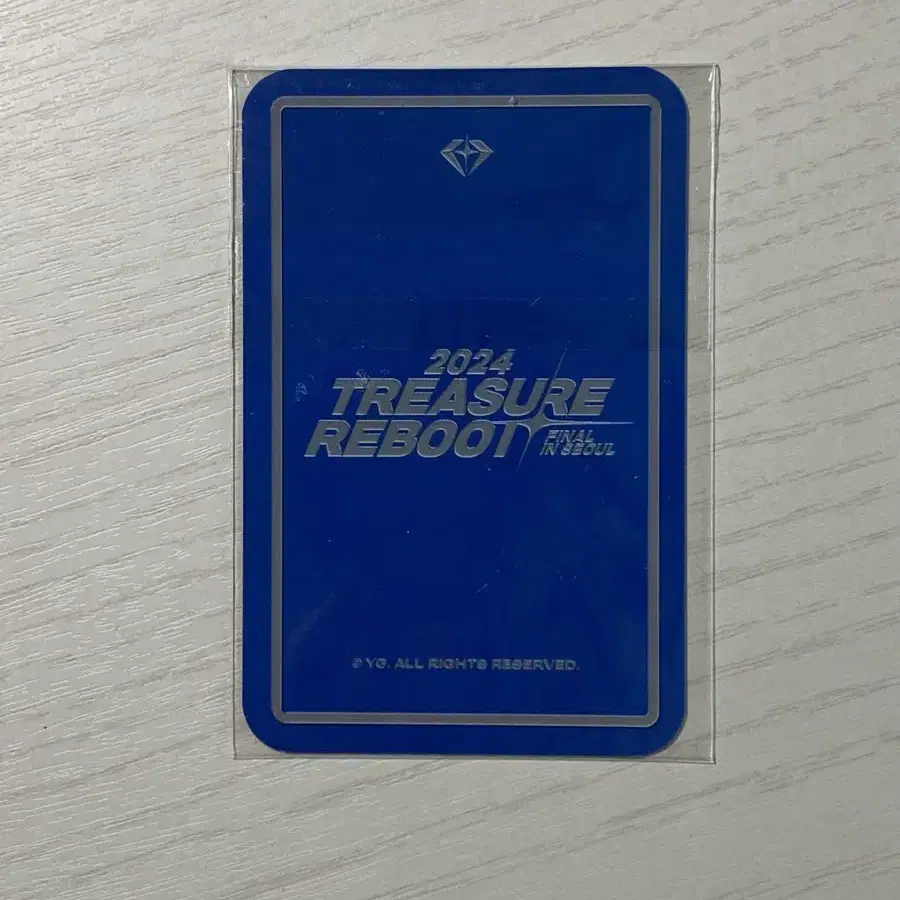 2024
TREASURE
REBOOT
FINAL
IN SEOUL
© YG. ALL RIGHTS RESERVED.